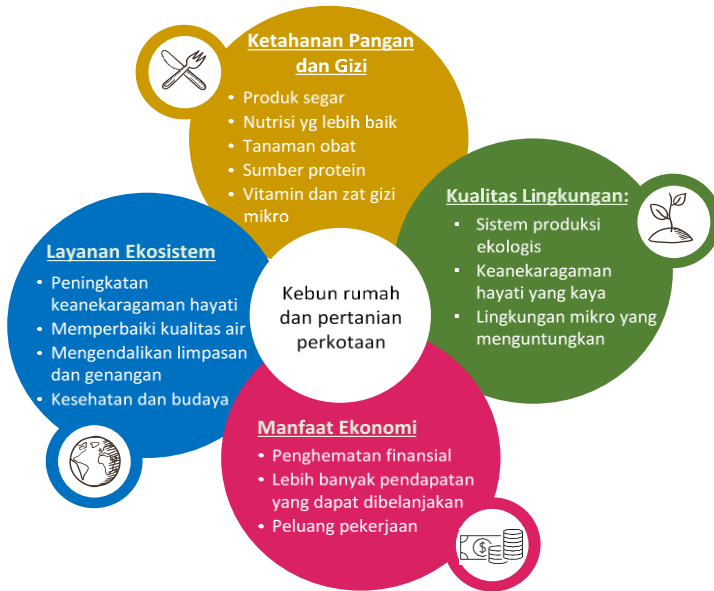 Ketahanan Pangan
dan Gizi
• Produk segar
• Nutrisi yg lebih baik
• Tanaman obat
• Sumber protein
• Vitamin dan zat gizi
mikro
Kualitas Lingkungan:
▪ Sistem produksi
ekologis
▪ Keanekaragaman
hayati yang kaya
▪ Lingkungan mikro yang
menguntungkan
Layanan Ekosistem
• Peningkatan
keanekaragaman hayati
• Memperbaiki kualitas air
• Mengendalikan limpasan
dan genangan
• Kesehatan dan budaya
Kebun rumah
dan pertanian
perkotaan
Manfaat Ekonomi
• Penghematan finansial
• Lebih banyak pendapatan
yang dapat dibelanjakan
• Peluang pekerjaan
$